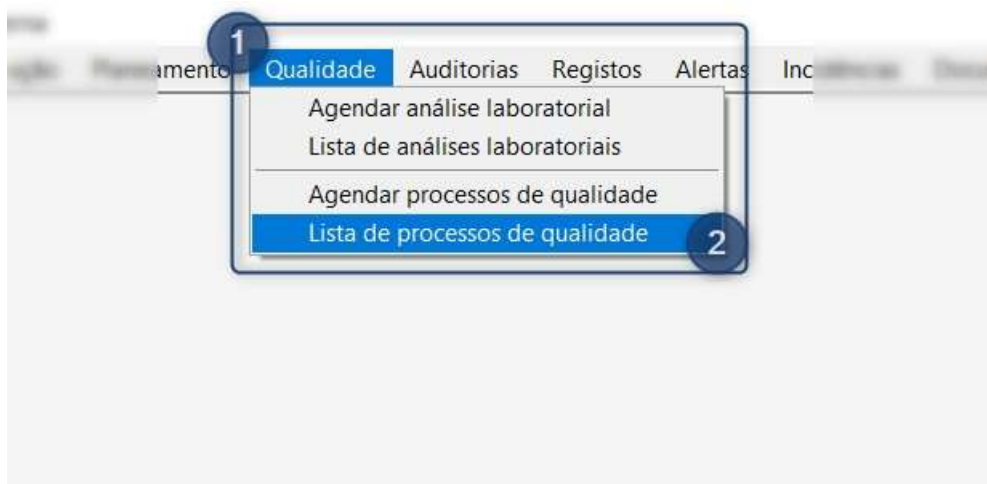 1
Qualidade Auditorias Registos Alertas
Agendar análise laboratorial
Lista de análises laboratoriais
Agendar processos de qualidade
Lista de processos de qualidade
2